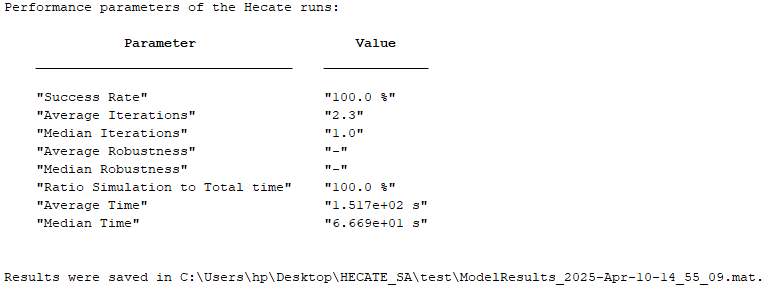 Performance parameters of the Hecate runs:
Parameter Value
"Success Rate" "100.0 %"
"Average Iterations" "2.3"
"Median Iterations" "1.0"
"Average Robustness" "-"
"Median Robustness" "-"
"Ratio Simulation to Total time" "100.0 %"
"Average Time" "1.517e+02 s"
"Median Time" "6.669e+01 s"
Results were saved in C:\Users\hp\Desktop\HECATE_SA\test\ModelResults_2025-Apr-10-14_55_09.mat.